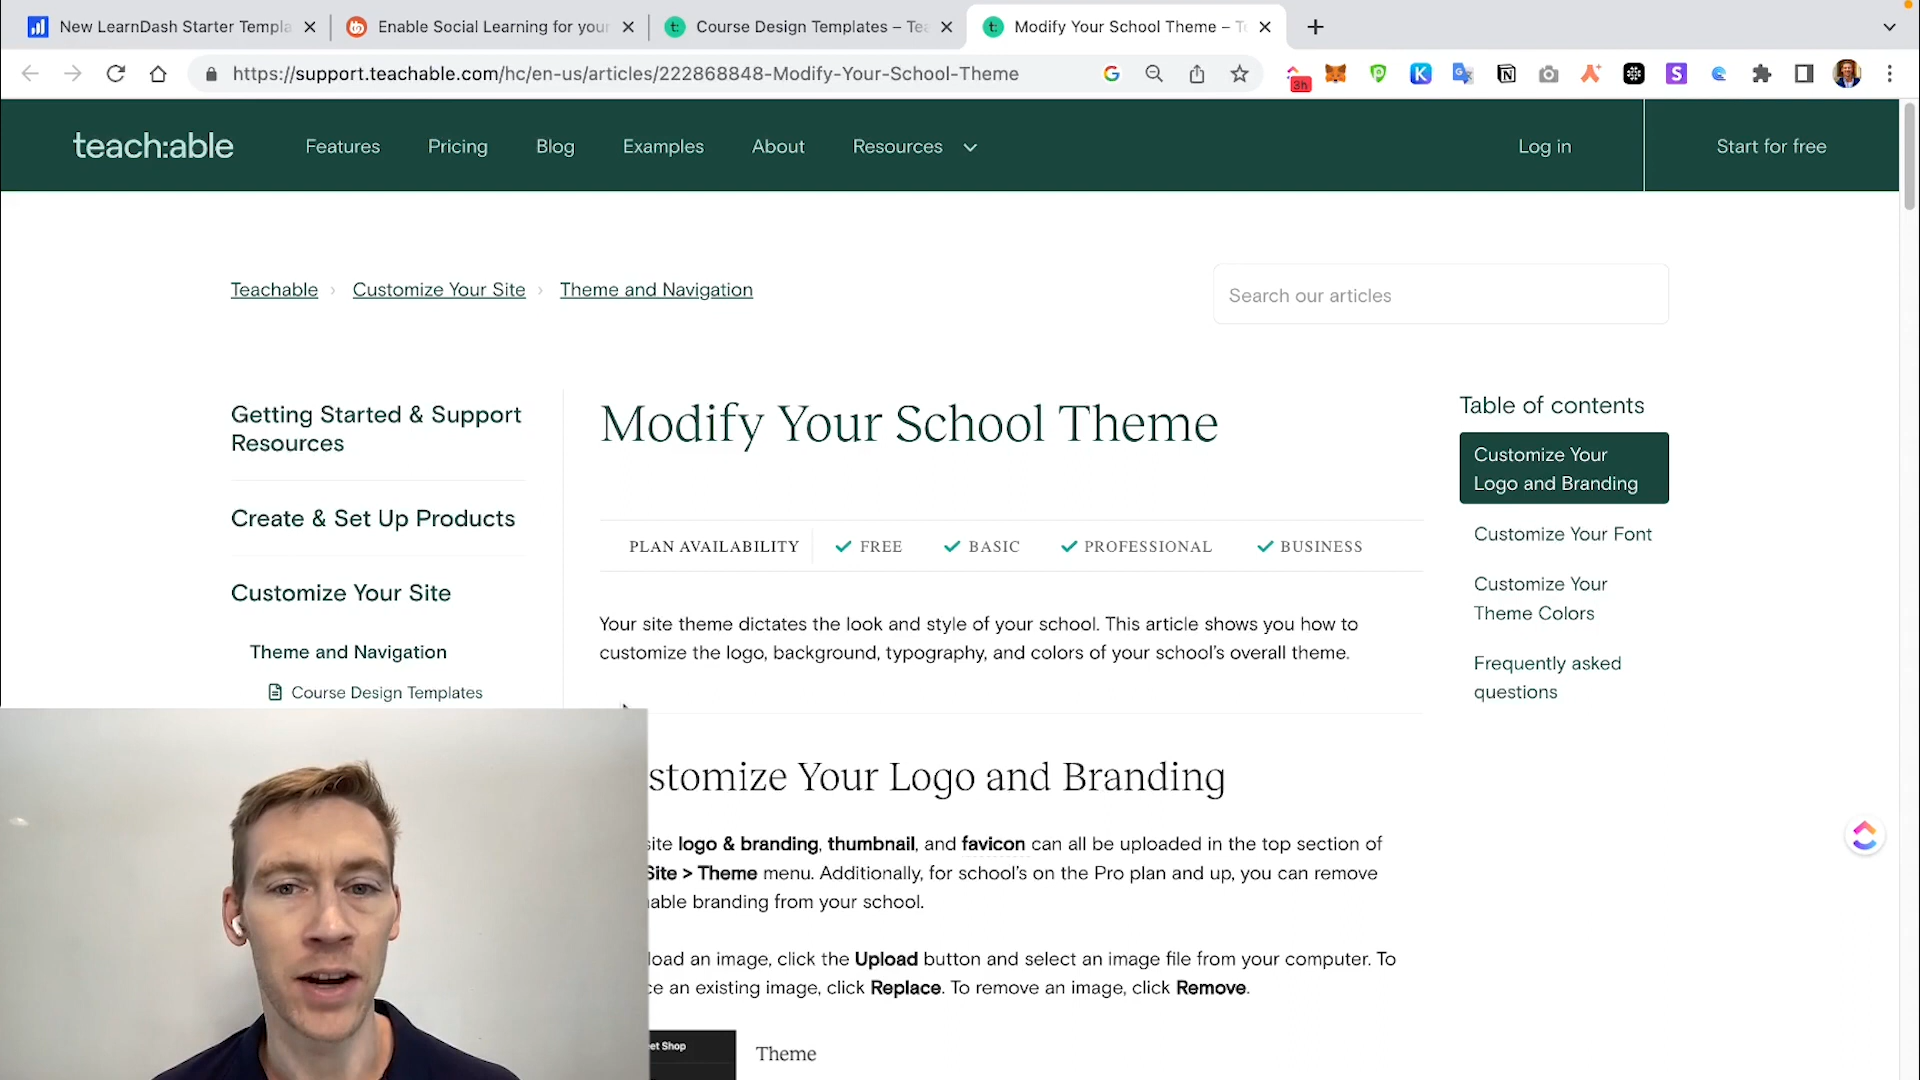 New LearnDash Starter Templa
Enable Social Learning for your
Course Design Templates – Tea
Modify Your School Theme – T
https://support.teachable.com/hc/en-us/articles/222868848-Modify-Your-School-Theme
3h
teach:able
Features
Pricing
Blog
Examples
About
Resources
Log in
Start for free
Teachable › Customize Your Site › Theme and Navigation
Search our articles
Getting Started & Support
Resources
Create & Set Up Products
Customize Your Site
Theme and Navigation
Course Design Templates
Modify Your School Theme
PLAN AVAILABILITY
FREE
BASIC
PROFESSIONAL
BUSINESS
Your site theme dictates the look and style of your school. This article shows you how to
customize the logo, background, typography, and colors of your school's overall theme.
stomize Your Logo and Branding
site logo & branding, thumbnail, and favicon can all be uploaded in the top section of
Site > Theme menu. Additionally, for school's on the Pro plan and up, you can remove
able branding from your school.
load an image, click the Upload button and select an image file from your computer. To
ce an existing image, click Replace. To remove an image, click Remove.
eet Shop
Theme
Table of contents
Customize Your
Logo and Branding
Customize Your Font
Customize Your
Theme Colors
Frequently asked
questions